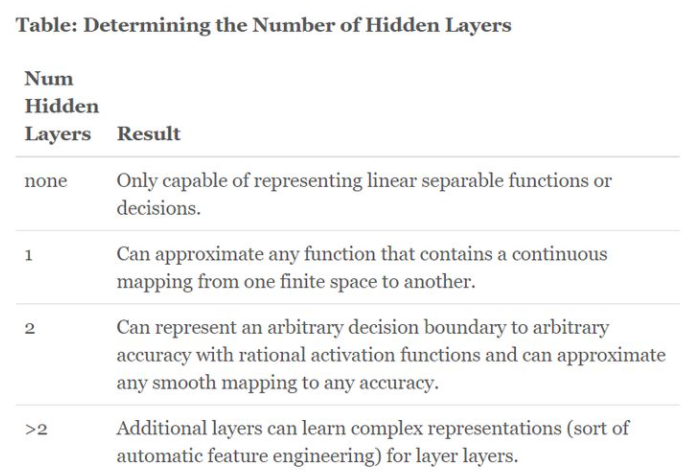 Table: Determining the Number of Hidden Layers
Num
Hidden
Layers Result
none Only capable of representing linear separable functions or
decisions.
1 Can approximate any function that contains a continuous
mapping from one finite space to another.
2 Can represent an arbitrary decision boundary to arbitrary
accuracy with rational activation functions and can approximate
any smooth mapping to any accuracy.
>2 Additional layers can learn complex representations (sort of
automatic feature engineering) for layer layers.